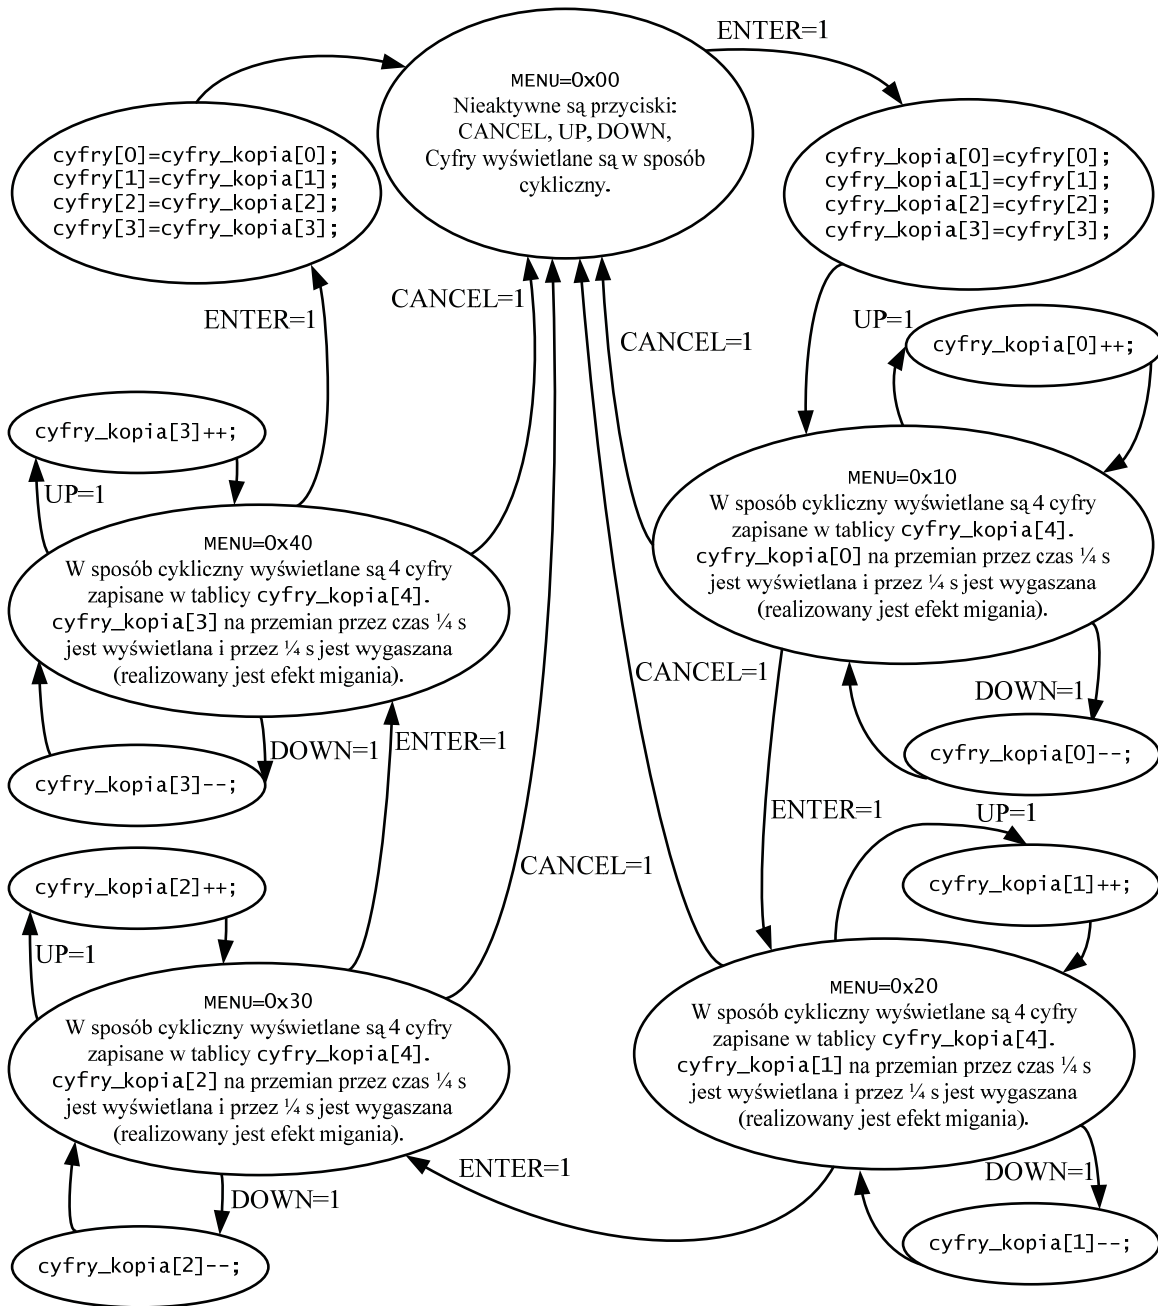 ENTER=1
MENU=0x00
Nieaktywne są przyciski:
CANCEL, UP, DOWN,
Cyfry wyświetlane są w sposób
cykliczny.
cyfry[0]=cyfry_kopia[0];
cyfry[1]=cyfry_kopia[1];
cyfry[2]=cyfry_kopia[2];
cyfry[3]=cyfry_kopia[3];
cyfry_kopia[0]=cyfry[0];
cyfry_kopia[1]=cyfry[1];
cyfry_kopia[2]=cyfry[2];
cyfry_kopia[3]=cyfry[3];
CANCEL=1
ENTER=1
UP=1
CANCEL=1
cyfry_kopia[0]++;
cyfry_kopia[3]++;
UP=1
MENU=0x10
W sposób cykliczny wyświetlane są 4 cyfry
zapisane w tablicy cyfry_kopia[4].
cyfry_kopia[0] na przemian przez czas ¼ s
jest wyświetlana i przez ¼ s jest wygaszana
(realizowany jest efekt migania).
MENU=0x40
W sposób cykliczny wyświetlane są 4 cyfry
zapisane w tablicy cyfry_kopia[4].
cyfry_kopia[3] na przemian przez czas ¼ s
jest wyświetlana i przez ¼ s jest wygaszana
(realizowany jest efekt migania).
CANCEL=1
DOWN=1
DOWN=1
ENTER=1
cyfry_kopia[0]--;
cyfry_kopia[3]--;
ENTER=1
UP=1
CANCEL=1
cyfry_kopia[2]++;
cyfry_kopia[1]++;
UP=1
MENU=0x20
W sposób cykliczny wyświetlane są 4 cyfry
zapisane w tablicy cyfry_kopia[4].
cyfry_kopia[1] na przemian przez czas ¼ s
jest wyświetlana i przez ¼ s jest wygaszana
(realizowany jest efekt migania).
MENU=0x30
W sposób cykliczny wyświetlane są 4 cyfry
zapisane w tablicy cyfry_kopia[4].
cyfry_kopia[2] na przemian przez czas ¼ s
jest wyświetlana i przez ¼ s jest wygaszana
(realizowany jest efekt migania).
ENTER=1
DOWN=1
DOWN=1
cyfry_kopia[1]--;
cyfry_kopia[2]--;